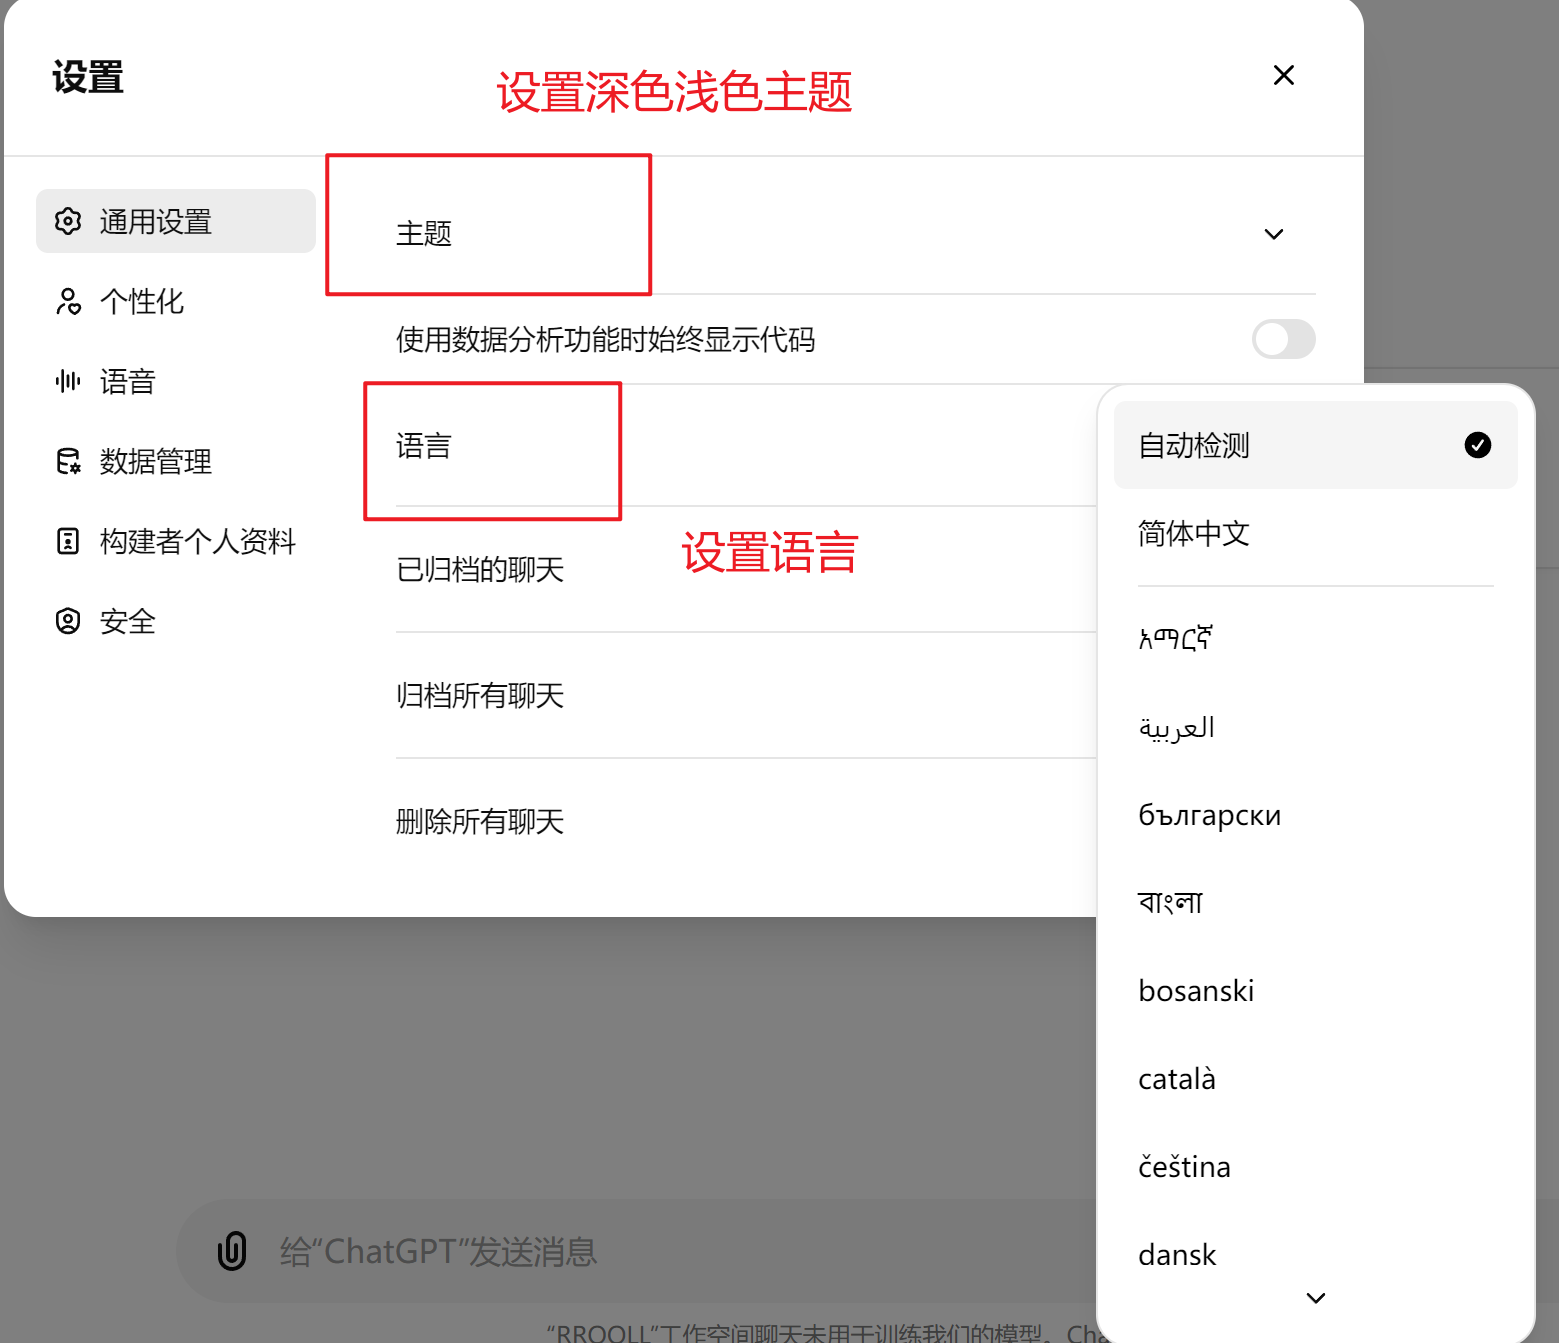 设置
设置深色浅色主题
通用设置
个性化
语音
数据管理
构建者个人资料
安全
主题
使用数据分析功能时始终显示代码
语言
设置语言
已归档的聊天
归档所有聊天
删除所有聊天
自动检测
简体中文
አማርኛ
العربية
български
বাংলা
bosanski
català
čeština
dansk
给“ChatGPT”发送消息
“RROOLL”工作空间聊天未用于训练我们的模型。Cha